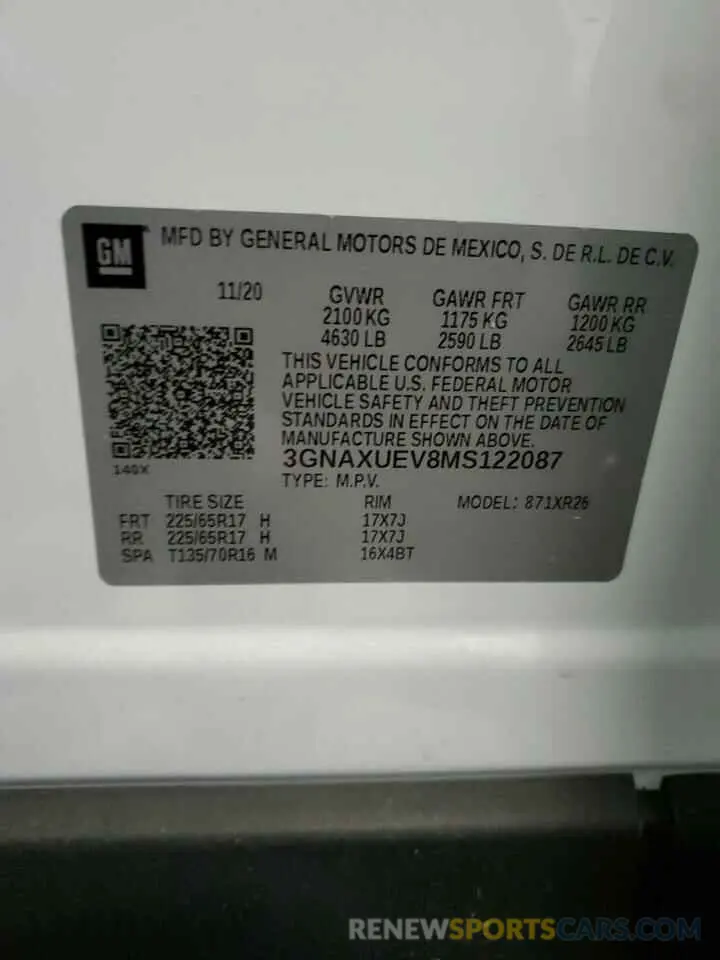 GM MFD BY GENERAL MOTORS DE MEXICO, S. DE R.L. DE C.V.
11/20 GVWR GAWR FRT GAWR RR
2100 KG 1175 KG 1200 KG
4630 LB 2590 LB 2645 LB
THIS VEHICLE CONFORMS TO ALL
APPLICABLE U.S. FEDERAL MOTOR
VEHICLE SAFETY AND THEFT PREVENTION
STANDARDS IN EFFECT ON THE DATE OF
MANUFACTURE SHOWN ABOVE.
3GNAXUEV8MS122087
140X
TYPE: M.P.V.
TIRE SIZE RIM MODEL: 871XR26
FRT 225/65R17 H 17X7J
RR 225/65R17 H 17X7J
SPA T135/70R16 M 16X4BT
RENEWSPORTSCARS.COM